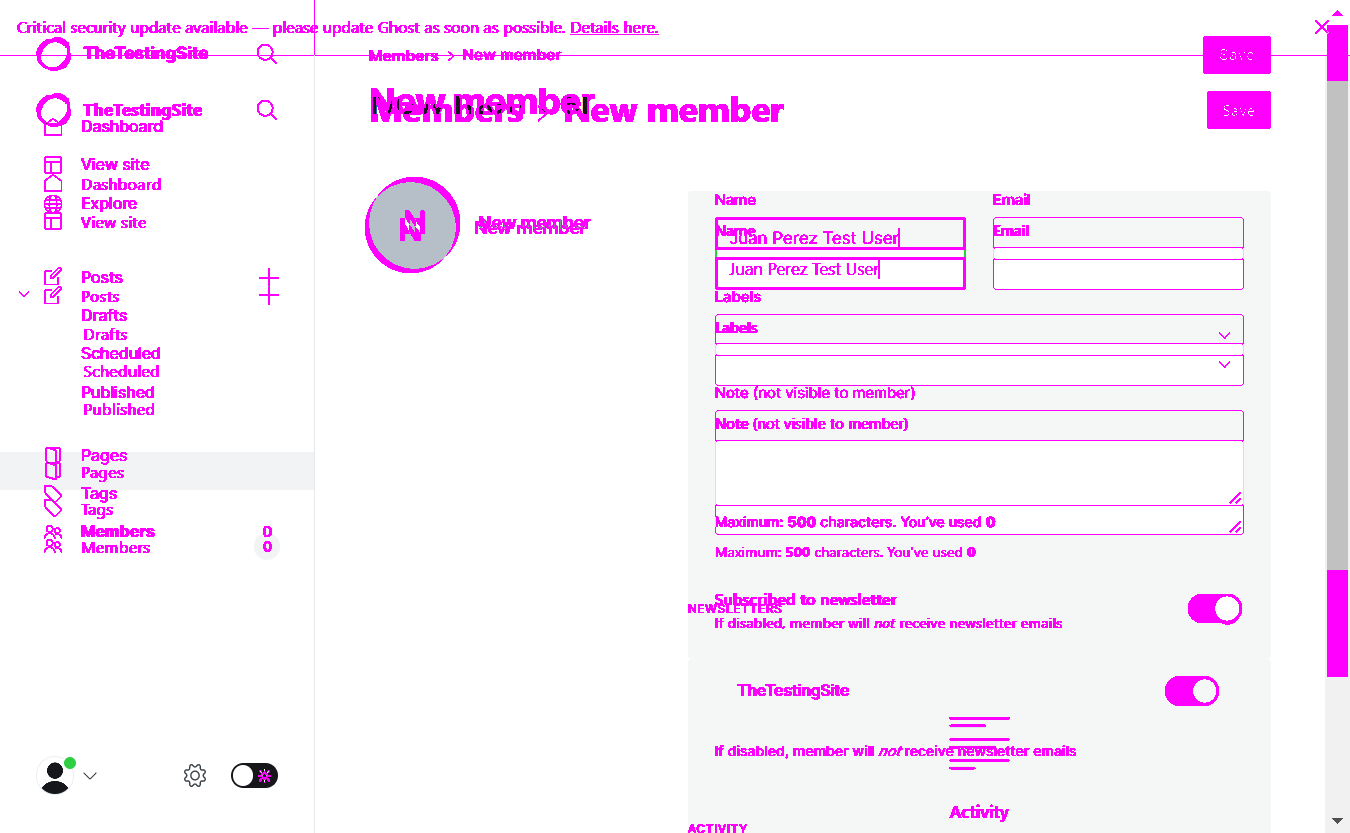 Critical security update available — please update Ghost as soon as possible. Details here.
TheTestingSite
Members > New member
Save
New member
Members > New member
Save
TheTestingSite
Dashboard
View site
Dashboard
Explore
View site
Posts
Posts
Drafts
Drafts
Scheduled
Scheduled
Published
Published
Pages
Pages
Tags
Tags
Members 0
Members 0
N
N
New member
New member
Name
Email
Name
Email
Juan Perez Test User
Juan Perez Test User
Labels
Labels
Note (not visible to member)
Note (not visible to member)
Maximum: 500 characters. You've used 0
Maximum: 500 characters. You've used 0
Subscribed to newsletter
NEWSLETTERS
If disabled, member will not receive newsletter emails
TheTestingSite
If disabled, member will not receive newsletter emails
Activity
ACTIVITY